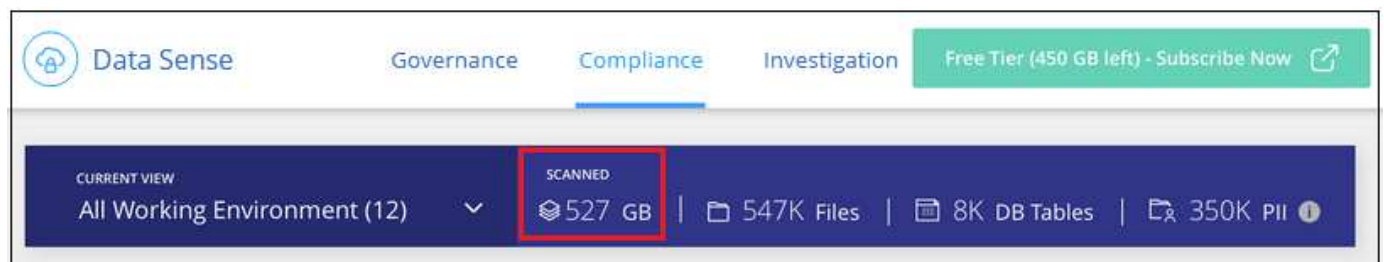 Data Sense Governance Compliance Investigation Free Tier (450 GB left) - Subscribe Now
CURRENT VIEW SCANNED
All Working Environment (12) 527 GB | 547K Files | 8K DB Tables | 350K PII